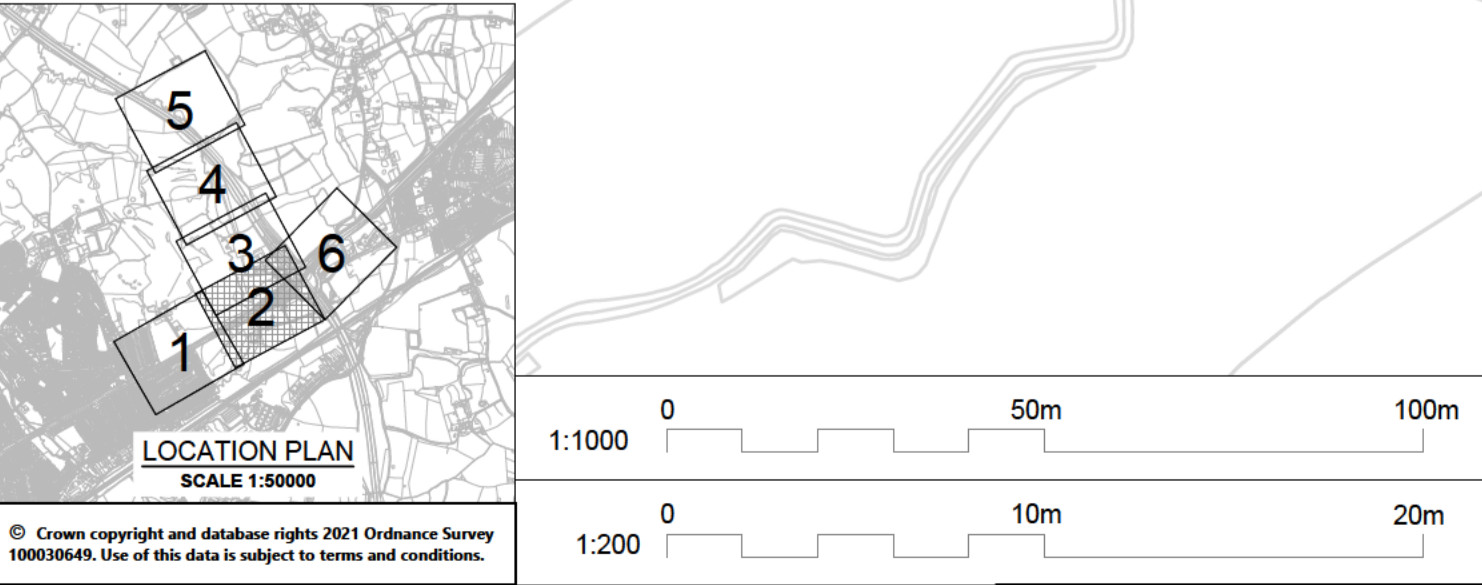 5
4
3
6
2
1
LOCATION PLAN
SCALE 1:50000
© Crown copyright and database rights 2021 Ordnance Survey
100030649. Use of this data is subject to terms and conditions.
0 50m 100m
1:1000
0 10m 20m
1:200